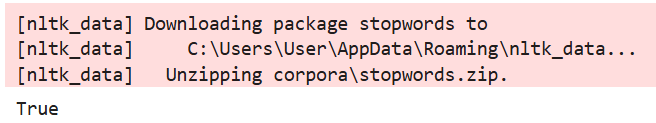 [nltk_data] Downloading package stopwords to
[nltk_data]     C:\Users\User\AppData\Roaming\nltk_data...
[nltk_data]   Unzipping corpora\stopwords.zip.
True